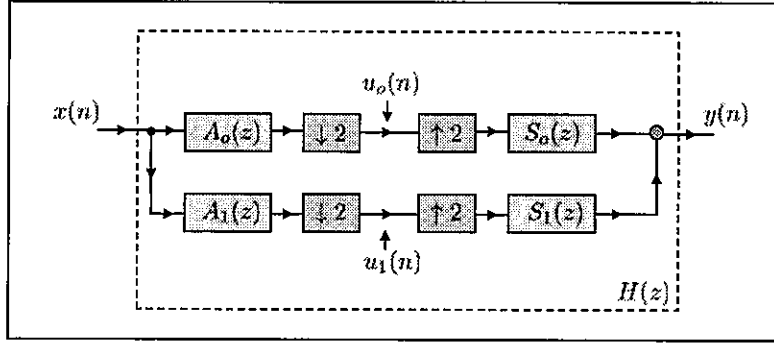 u_o(n)
x(n) A_o(z) ↓ 2 ↑ 2 S_o(z) y(n)
A_1(z) ↓ 2 ↑ 2 S_1(z)
u_1(n)
H(z)